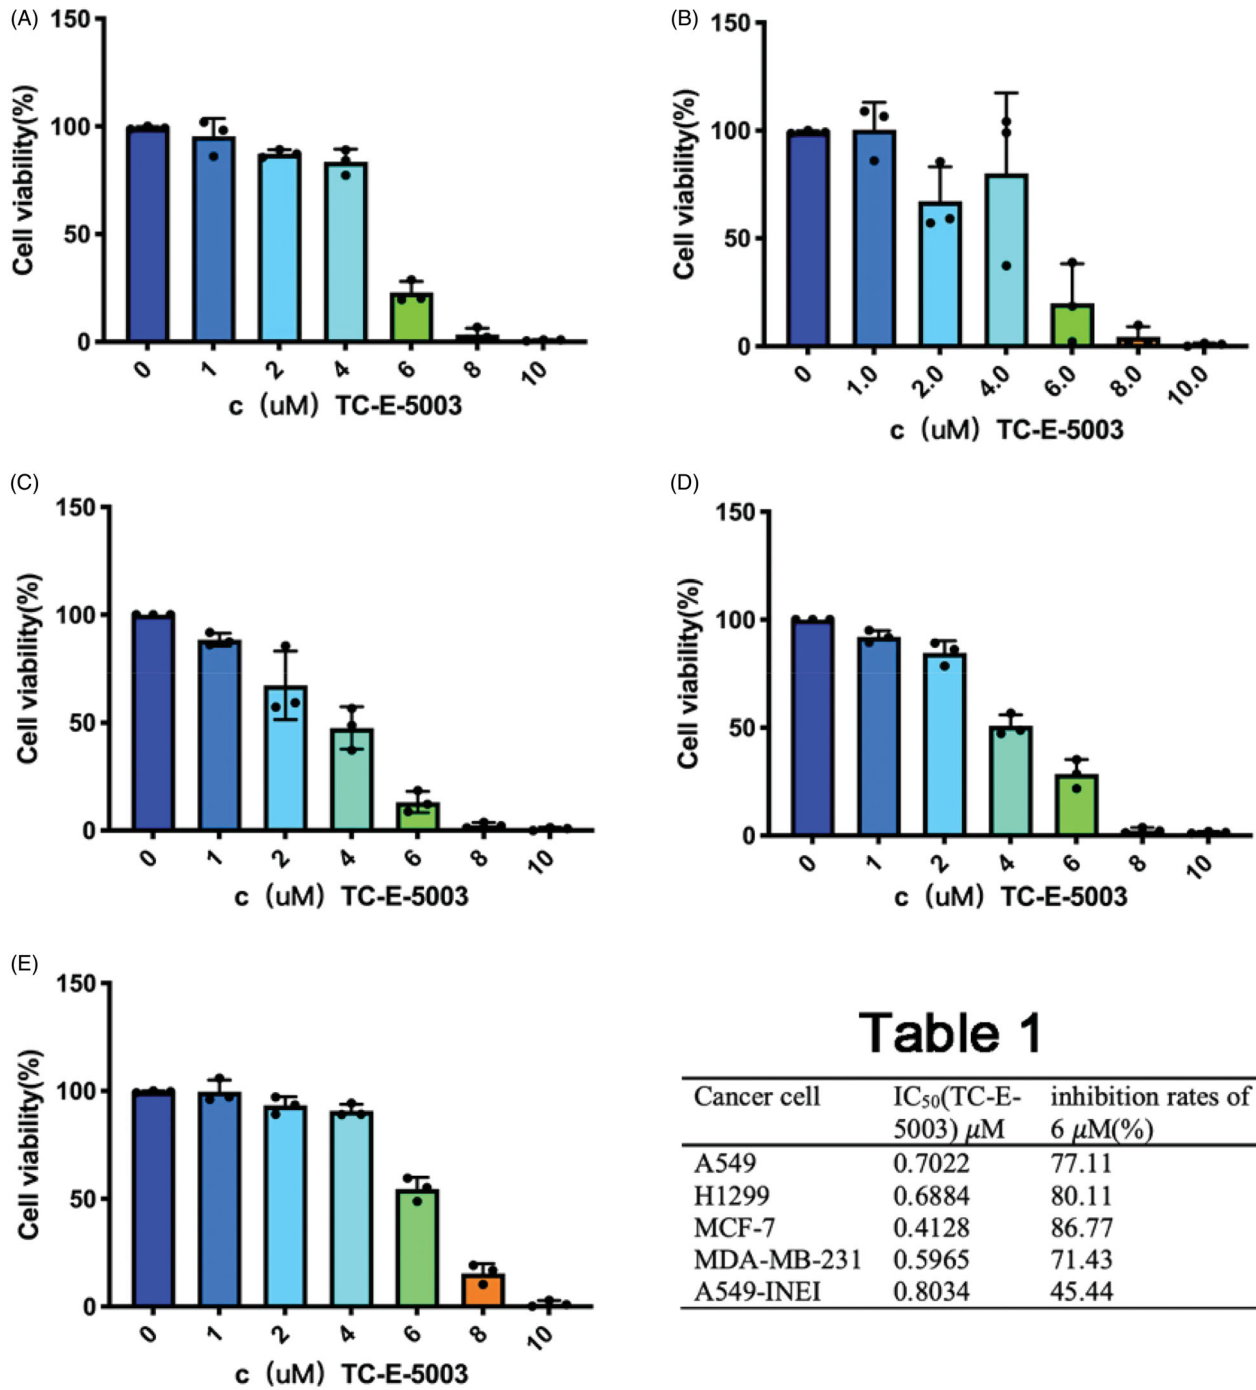 (A)
150
100
50
0
Cell viability(%)
0 1 2 4 6 8 10
c (uM) TC-E-5003
(B)
150
100
50
0
Cell viability(%)
0 1.0 2.0 4.0 6.0 8.0 10.0
c (uM) TC-E-5003
(C)
150
100
50
0
Cell viability(%)
0 1 2 4 6 8 10
c (uM) TC-E-5003
(D)
150
100
50
0
Cell viability(%)
0 1 2 4 6 8 10
c (uM) TC-E-5003
(E)
150
100
50
0
Cell viability(%)
0 1 2 4 6 8 10
c (uM) TC-E-5003
Table 1
Cancer cell IC₅₀(TC-E- inhibition rates of
5003) μM 6 μM(%)
A549 0.7022 77.11
H1299 0.6884 80.11
MCF-7 0.4128 86.77
MDA-MB-231 0.5965 71.43
A549-INEI 0.8034 45.44